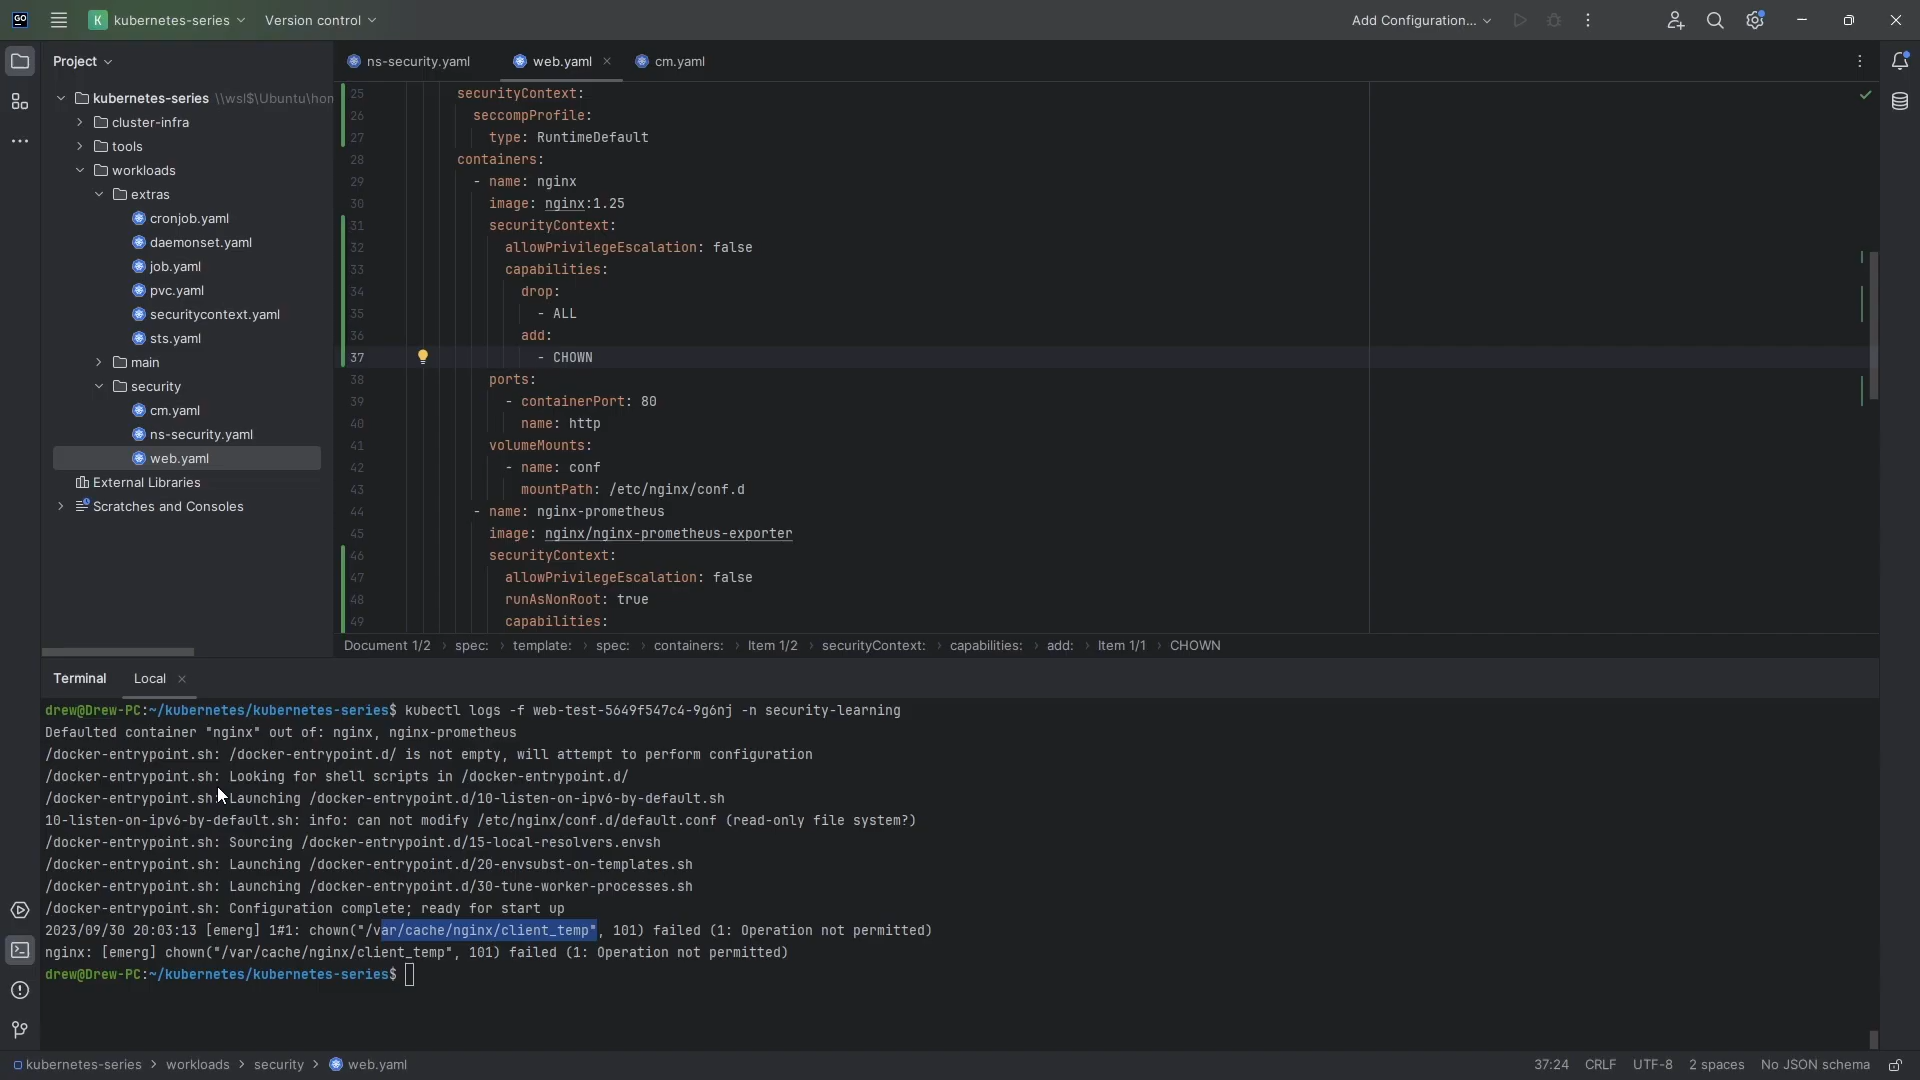 GO
K kubernetes-series
Version control
Add Configuration...
Project
ns-security.yaml
web.yaml
cm.yaml
kubernetes-series \\wsl$\Ubuntu\hom
cluster-infra
tools
workloads
extras
cronjob.yaml
daemonset.yaml
job.yaml
pvc.yaml
securitycontext.yaml
sts.yaml
main
security
cm.yaml
ns-security.yaml
web.yaml
External Libraries
Scratches and Consoles
25 securityContext:
26 seccompProfile:
27 type: RuntimeDefault
28 containers:
29 - name: nginx
30 image: nginx:1.25
31 securityContext:
32 allowPrivilegeEscalation: false
33 capabilities:
34 drop:
35 - ALL
36 add:
37 - CHOWN
38 ports:
39 - containerPort: 80
40 name: http
41 volumeMounts:
42 - name: conf
43 mountPath: /etc/nginx/conf.d
44 - name: nginx-prometheus
45 image: nginx/nginx-prometheus-exporter
46 securityContext:
47 allowPrivilegeEscalation: false
48 runAsNonRoot: true
49 capabilities:
Document 1/2 › spec: › template: › spec: › containers: › Item 1/2 › securityContext: › capabilities: › add: › Item 1/1 › CHOWN
Terminal Local
drew@Drew-PC:~/kubernetes/kubernetes-series$ kubectl logs -f web-test-5649f547c4-9g6nj -n security-learning
Defaulted container "nginx" out of: nginx, nginx-prometheus
/docker-entrypoint.sh: /docker-entrypoint.d/ is not empty, will attempt to perform configuration
/docker-entrypoint.sh: Looking for shell scripts in /docker-entrypoint.d/
/docker-entrypoint.sh: Launching /docker-entrypoint.d/10-listen-on-ipv6-by-default.sh
10-listen-on-ipv6-by-default.sh: info: can not modify /etc/nginx/conf.d/default.conf (read-only file system?)
/docker-entrypoint.sh: Sourcing /docker-entrypoint.d/15-local-resolvers.envsh
/docker-entrypoint.sh: Launching /docker-entrypoint.d/20-envsubst-on-templates.sh
/docker-entrypoint.sh: Launching /docker-entrypoint.d/30-tune-worker-processes.sh
/docker-entrypoint.sh: Configuration complete; ready for start up
2023/09/30 20:03:13 [emerg] 1#1: chown("/var/cache/nginx/client_temp", 101) failed (1: Operation not permitted)
nginx: [emerg] chown("/var/cache/nginx/client_temp", 101) failed (1: Operation not permitted)
drew@Drew-PC:~/kubernetes/kubernetes-series$
kubernetes-series › workloads › security › web.yaml
37:24 CRLF UTF-8 2 spaces No JSON schema